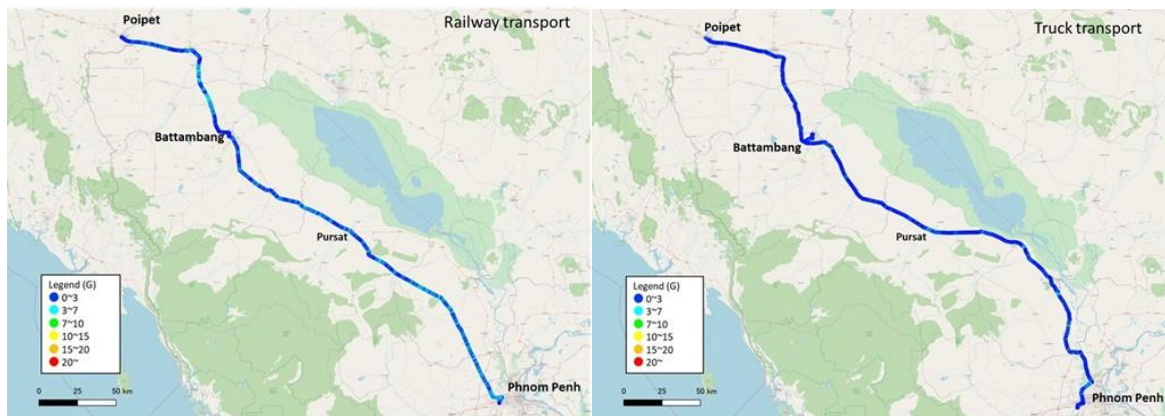 Railway transport
Poipet
Battambang
Pursat
Phnom Penh
Legend (G)
0~3
3~7
7~10
10~15
15~20
20~
0 25 50 km
Truck transport
Poipet
Battambang
Pursat
Phnom Penh
Legend (G)
0~3
3~7
7~10
10~15
15~20
20~
0 25 50 km